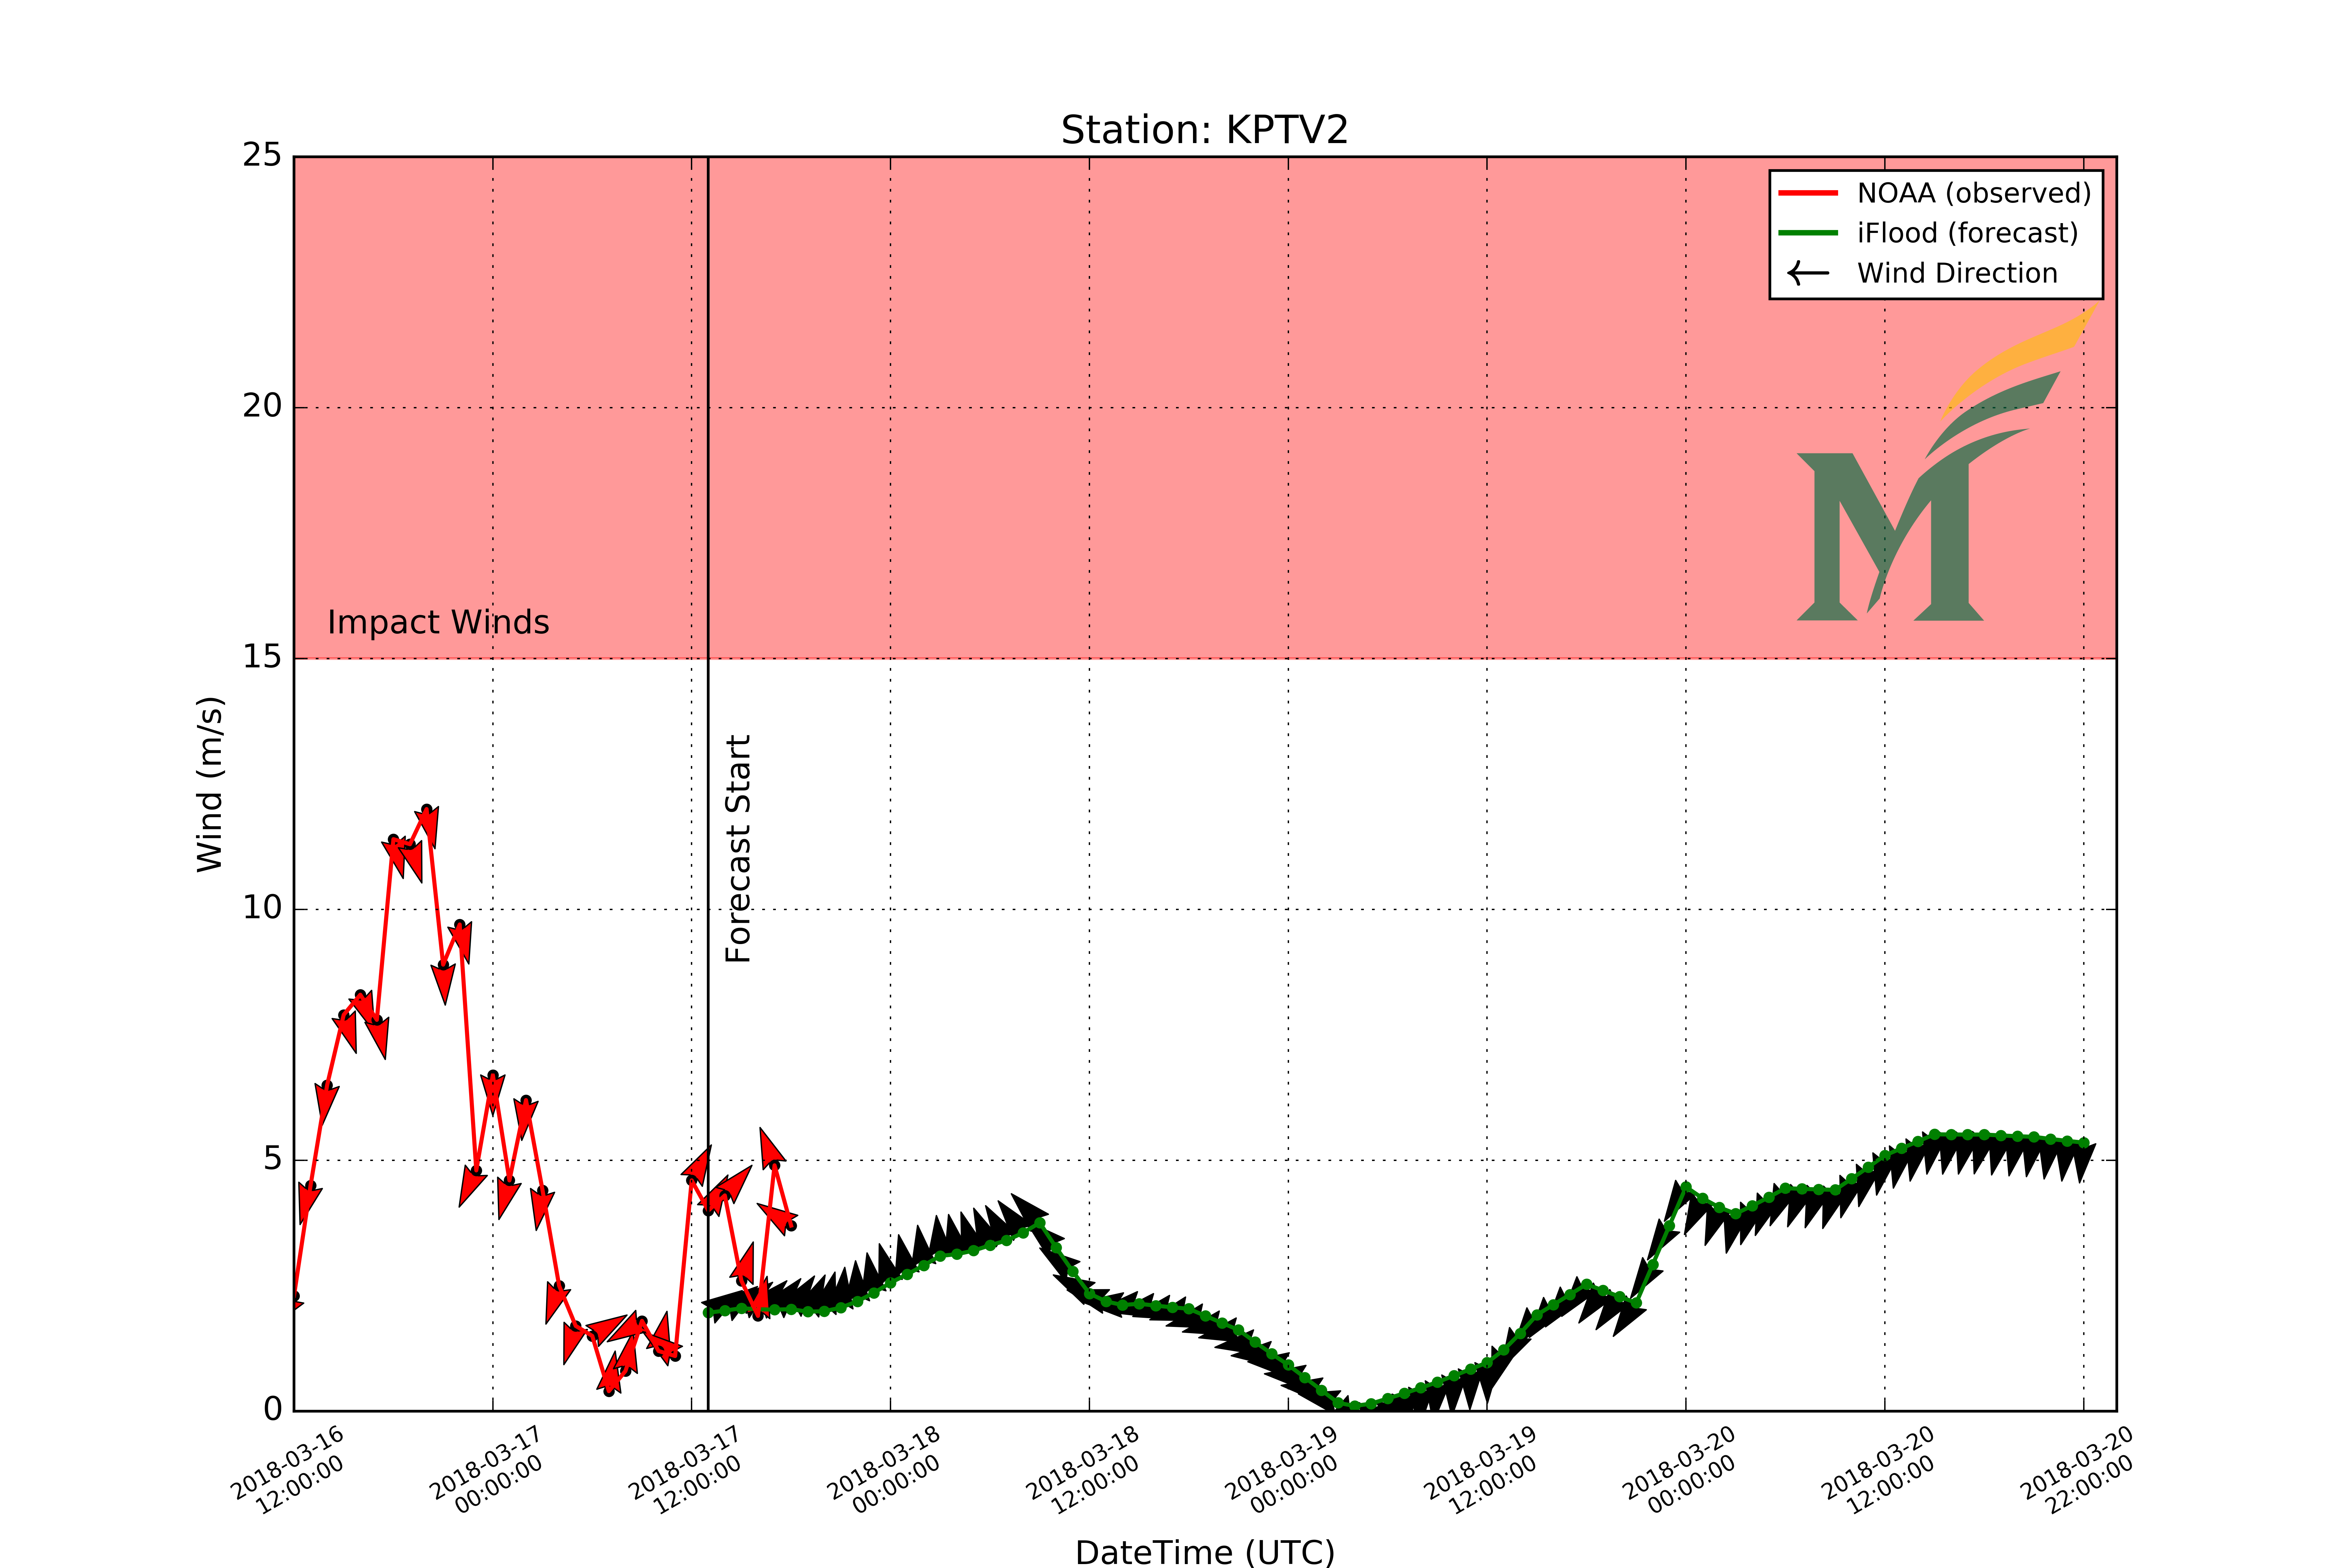 Station: KPTV2
25
20
15
10
5
0
Wind (m/s)
NOAA (observed)
iFlood (forecast)
Wind Direction
Impact Winds
Forecast Start
M
2018-03-16
12:00:00
2018-03-17
00:00:00
2018-03-17
12:00:00
2018-03-18
00:00:00
2018-03-18
12:00:00
2018-03-19
00:00:00
2018-03-19
12:00:00
2018-03-20
00:00:00
2018-03-20
12:00:00
2018-03-20
22:00:00
DateTime (UTC)